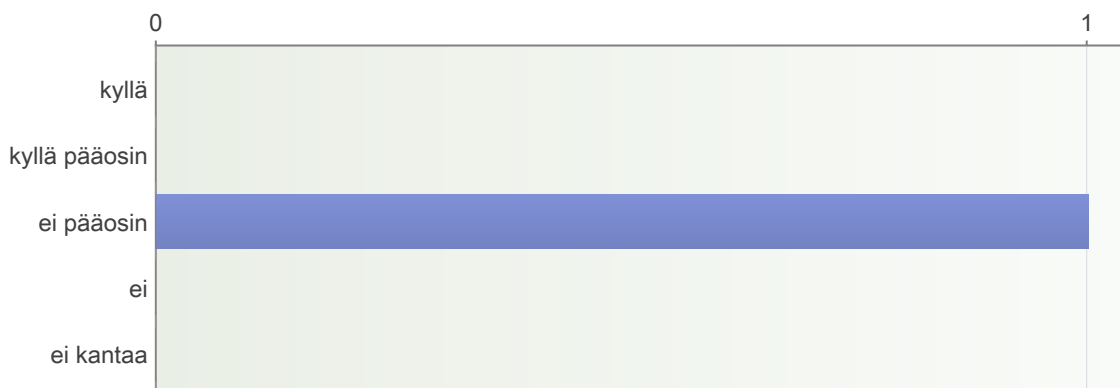 0 1
kyllä
kyllä pääosin
ei pääosin
ei
ei kantaa